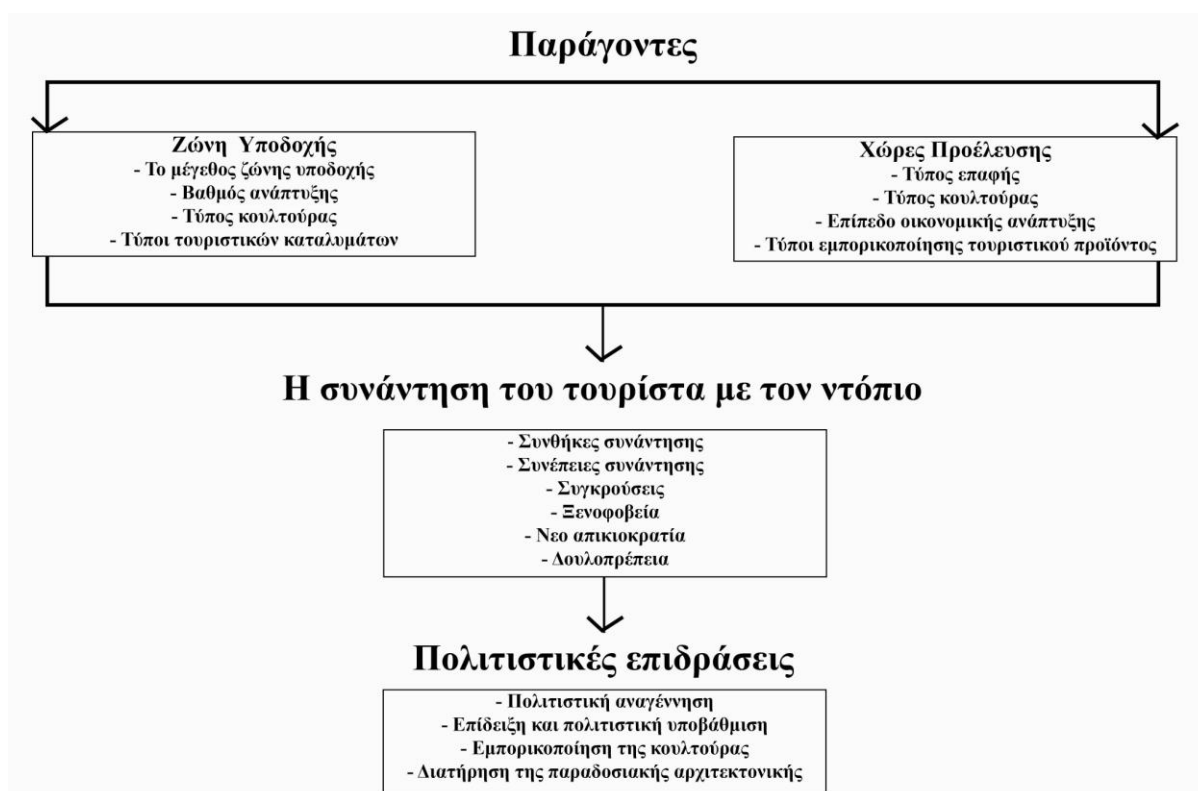 Παράγοντες
Ζώνη Υποδοχής
- Το μέγεθος ζώνης υποδοχής
- Βαθμός ανάπτυξης
- Τύπος κουλτούρας
- Τύποι τουριστικών καταλυμάτων
Χώρες Προέλευσης
- Τύπος επαφής
- Τύπος κουλτούρας
- Επίπεδο οικονομικής ανάπτυξης
- Τύποι εμπορικοποίησης τουριστικού προϊόντος
Η συνάντηση του τουρίστα με τον ντόπιο
- Συνθήκες συνάντησης
- Συνέπειες συνάντησης
- Συγκρούσεις
- Ξενοφοβεία
- Νεο απικιοκρατία
- Δουλοπρέπεια
Πολιτιστικές επιδράσεις
- Πολιτιστική αναγέννηση
- Επίδειξη και πολιτιστική υποβάθμιση
- Εμπορικοποίηση της κουλτούρας
- Διατήρηση της παραδοσιακής αρχιτεκτονικής